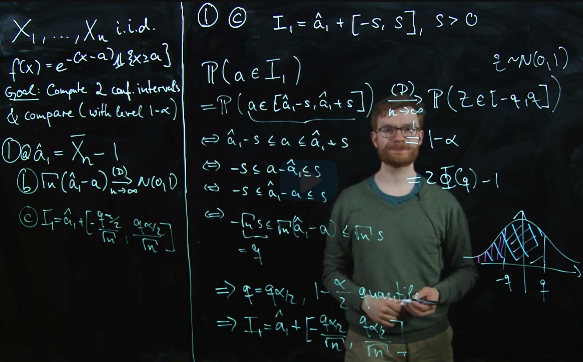 X₁, ..., Xₙ i.i.d.
f(x) = e^{-(x-a)} 𝟙{x≥a}
Goal: Compute 2 conf. intervals
& compare (with level 1-α)
① ⓐ â₁ = X̄ₙ - 1
ⓑ √n (â₁-a) →(D) n→∞ N(0,1)
ⓒ I₁ = â₁ + [-q_{α/2}/√n, q_{α/2}/√n]
① ⓒ I₁ = â₁ + [-s, s], s > 0
ℙ(a ∈ I₁)
= ℙ(a ∈ [â₁-s, â₁+s]) →(D) n→∞ ℙ(Z ∈ [-q, q])
⇔ â₁-s ≤ a ≤ â₁+s
⇔ -s ≤ a-â₁ ≤ s
⇔ -s ≤ â₁-a ≤ s
⇔ -√n s ≤ √n(â₁-a) ≤ √n s
= q
⇒ q = q_{α/2}, 1-α/2 quantile
⇒ I₁ = â₁ + [-q_{α/2}/√n, q_{α/2}/√n]
z ~ N(0,1)
= 1-α
= 2Φ(q) - 1
-q q